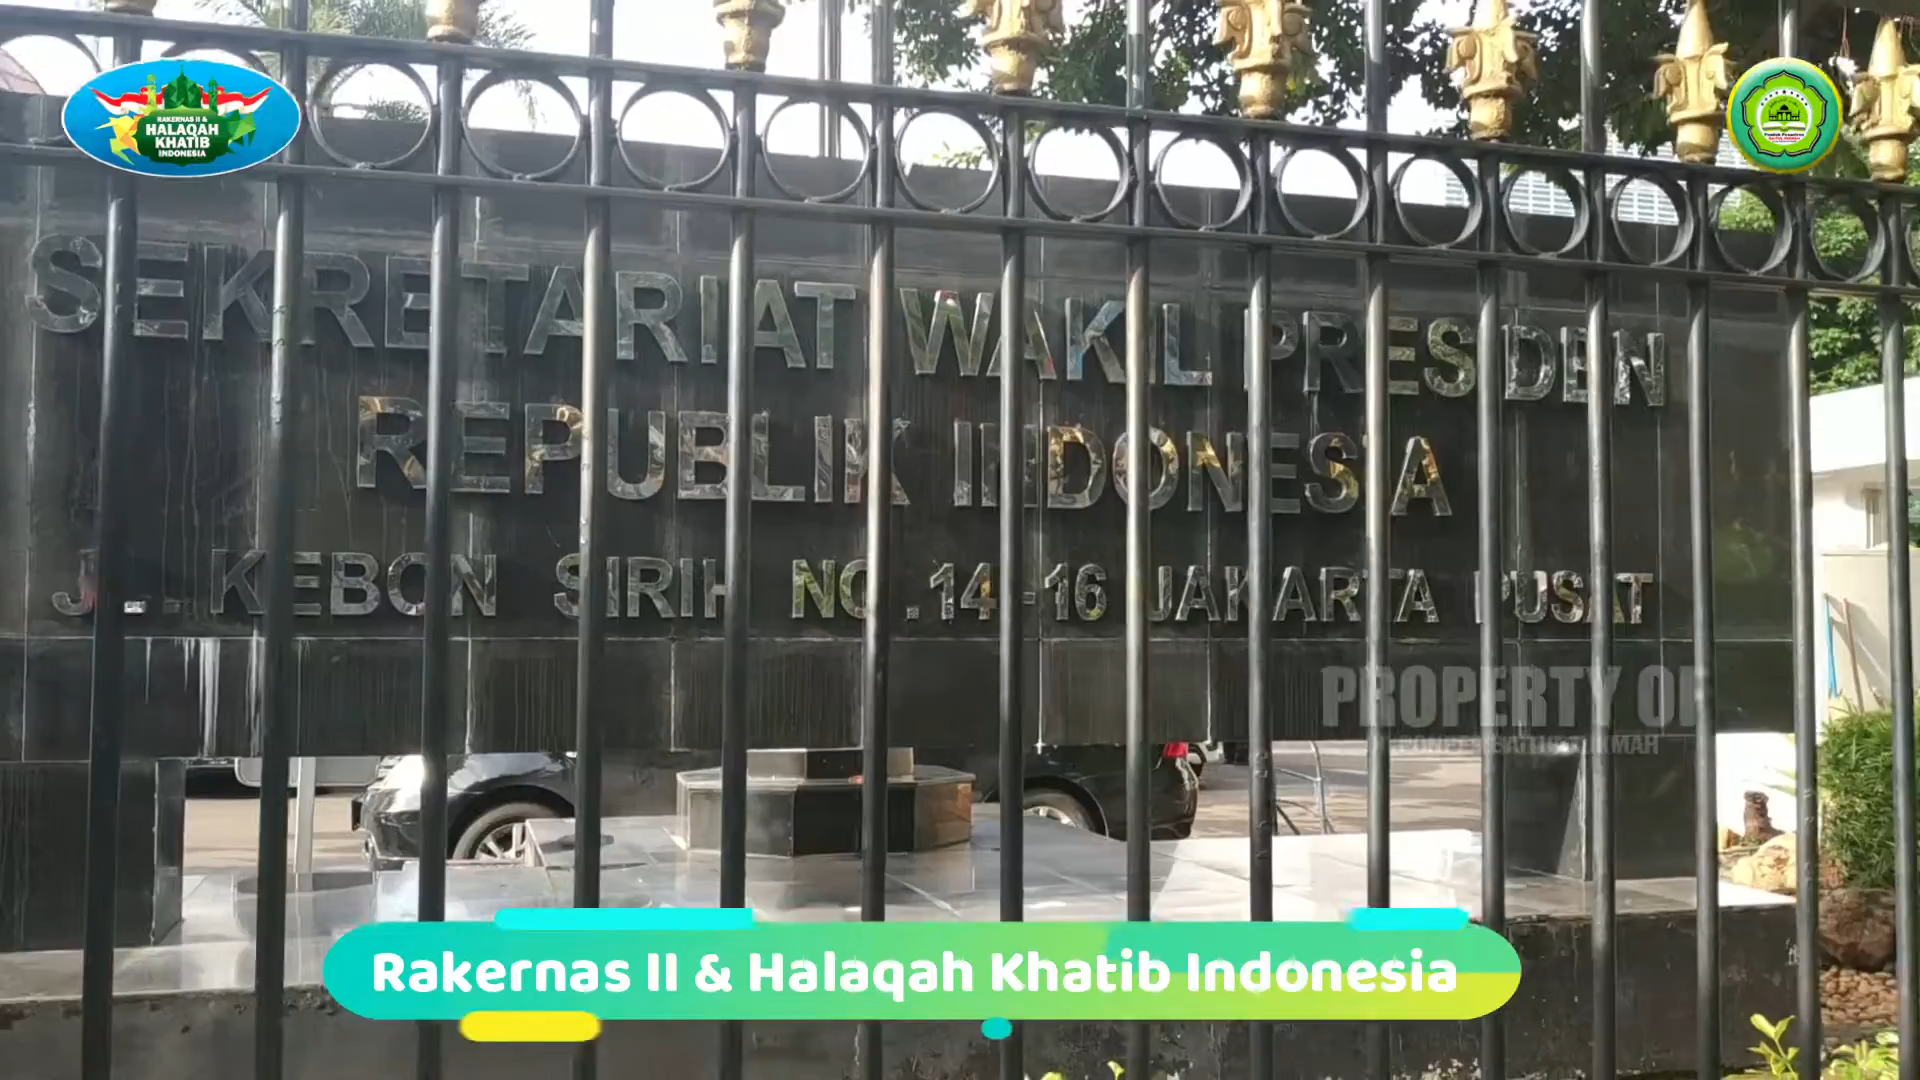 RAKERNAS II &
HALAQAH
KHATIB
INDONESIA
SEKRETARIAT WAKIL PRESIDEN
REPUBLIK INDONESIA
JL. KEBON SIRIH NO.14-16 JAKARTA PUSAT
PROPERTY OF
Rakernas II & Halaqah Khatib Indonesia